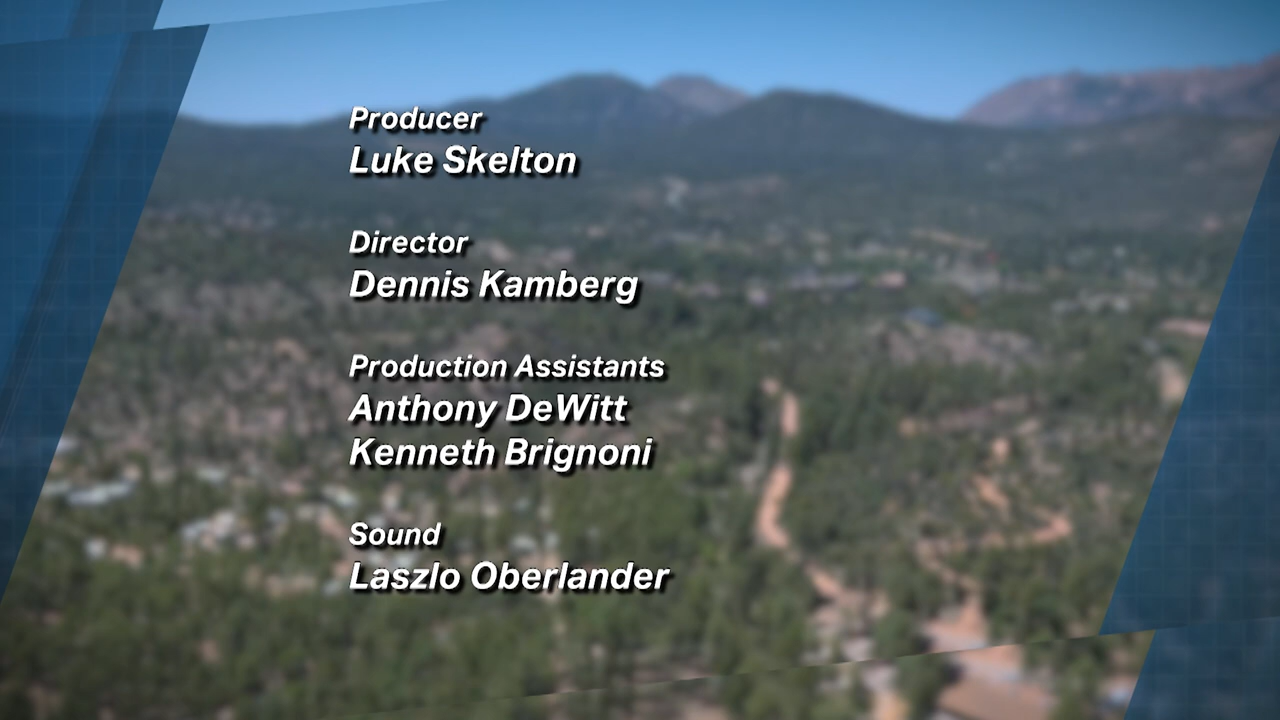 Producer
Luke Skelton
Director
Dennis Kamberg
Production Assistants
Anthony DeWitt
Kenneth Brignoni
Sound
Laszlo Oberlander